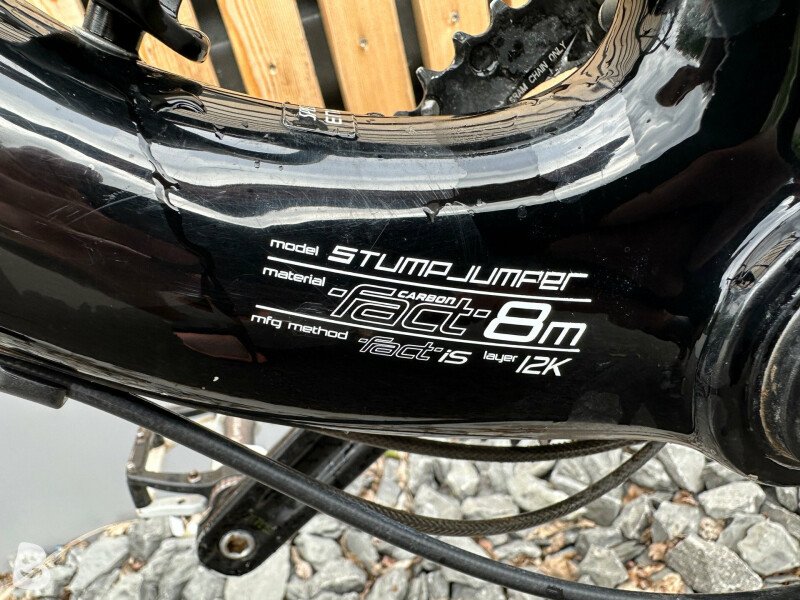 SRAM CHAIN ONLY
model STUMPJUMPER
material CARBON
·fact· 8m
mfg method ·fact· is layer 12K
B